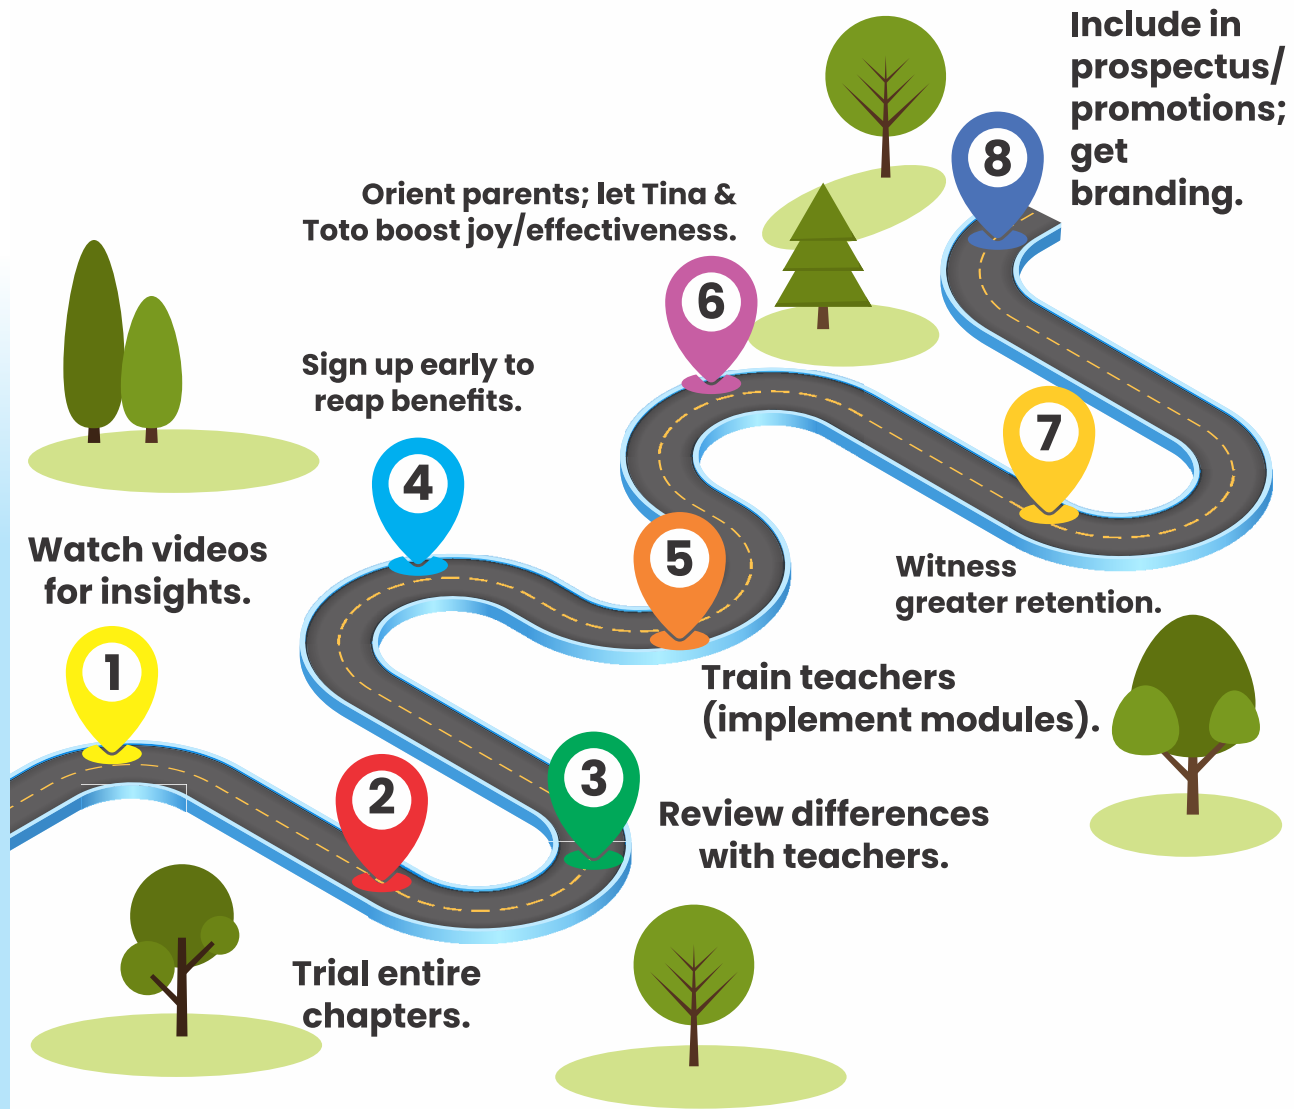 1
Watch videos
for insights.
2
Trial entire
chapters.
3
Review differences
with teachers.
4
Sign up early to
reap benefits.
5
Train teachers
(implement modules).
6
Orient parents; let Tina &
Toto boost joy/effectiveness.
7
Witness
greater retention.
8
Include in
prospectus/
promotions;
get
branding.